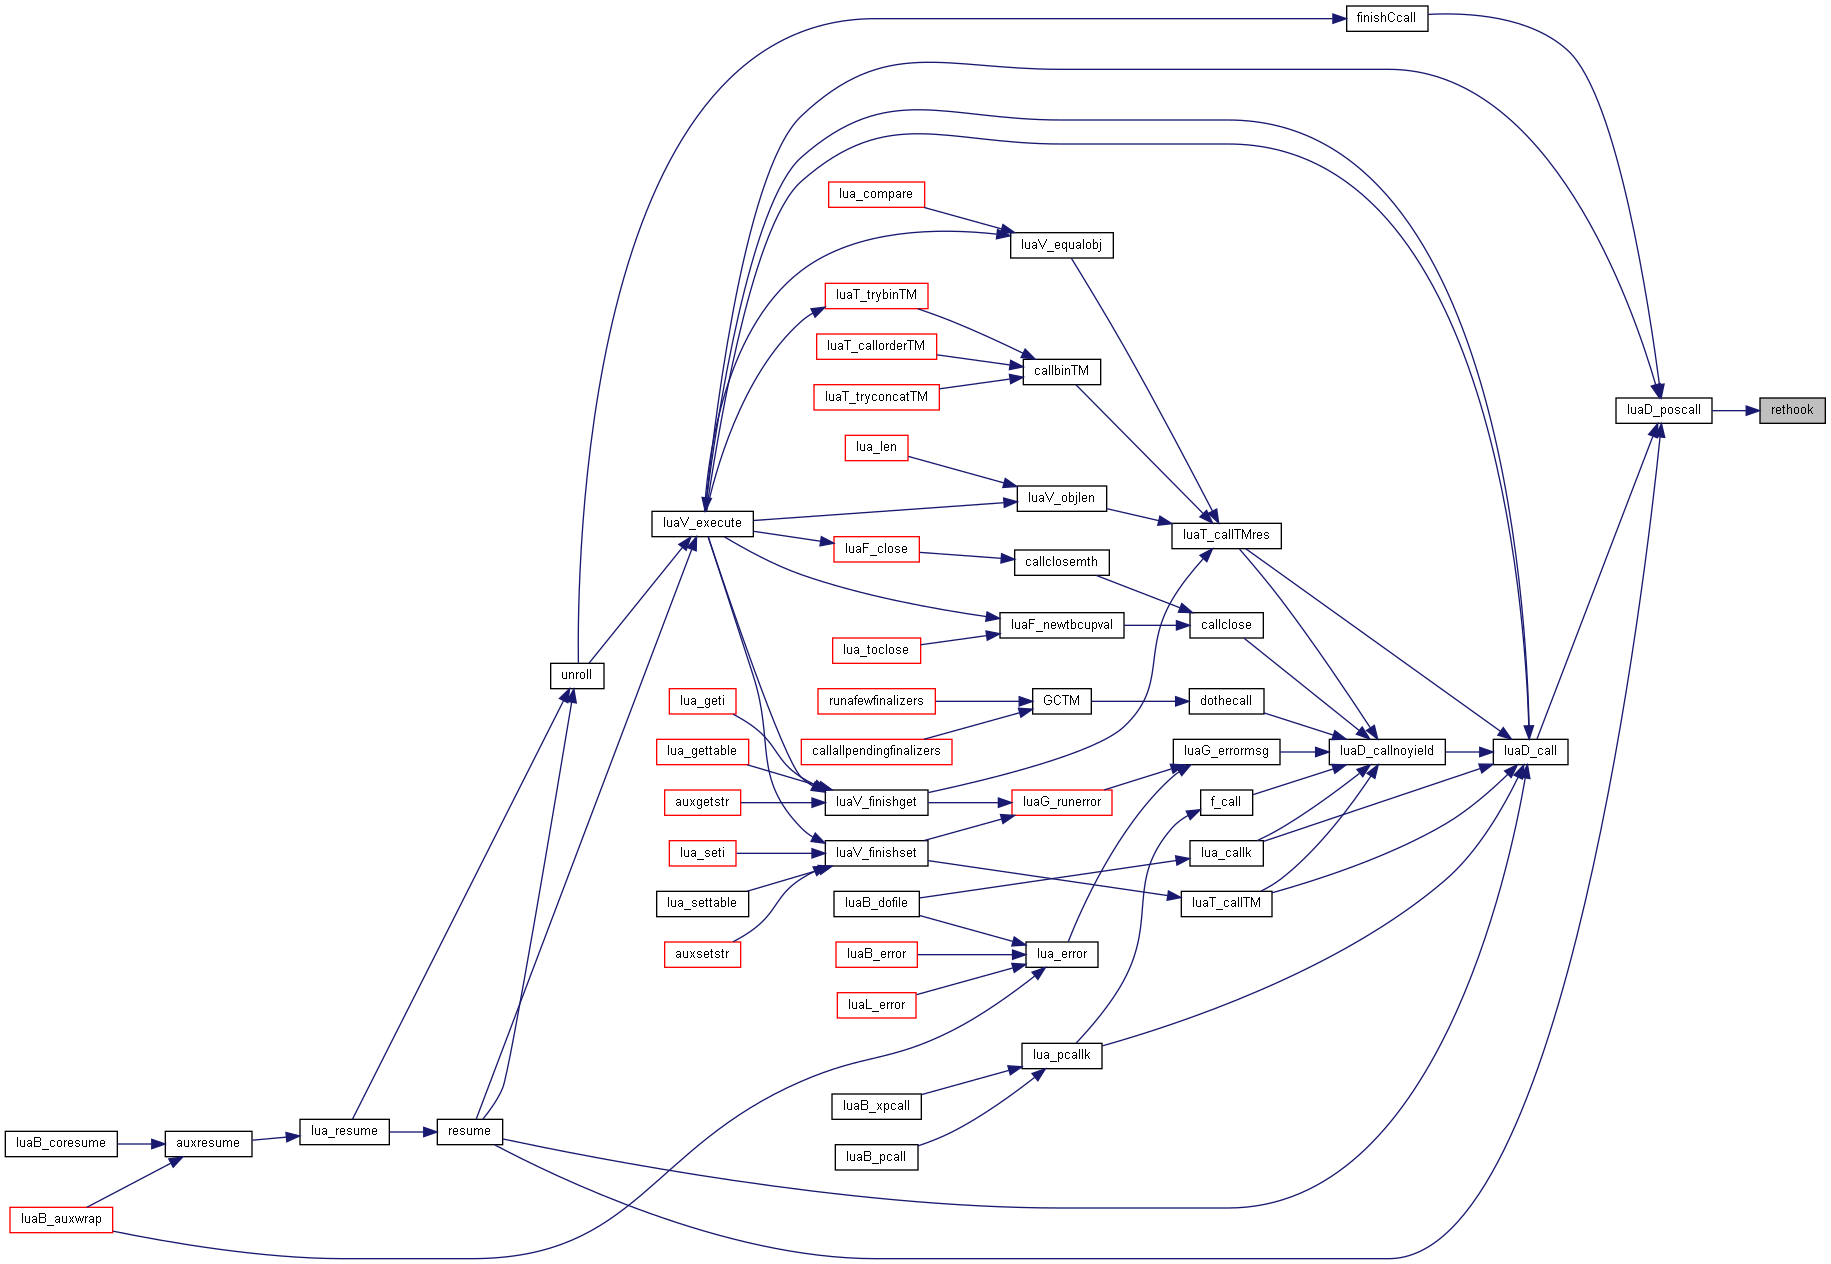 finishCcall
lua_compare
luaV_equalobj
luaT_trybinTM
luaT_callorderTM
callbinTM
luaT_tryconcatTM
rethook
luaD_poscall
lua_len
luaV_objlen
luaV_execute
luaT_callTMres
luaF_close
callclosemth
luaF_newtbcupval
callclose
lua_toclose
unroll
lua_geti
runafewfinalizers
GCTM
dothecall
lua_gettable
callallpendingfinalizers
luaG_errormsg
luaD_callnoyield
luaD_call
auxgetstr
luaV_finishget
luaG_runerror
f_call
lua_seti
luaV_finishset
lua_callk
lua_settable
luaB_dofile
luaT_callTM
auxsetstr
luaB_error
lua_error
luaL_error
lua_pcallk
luaB_xpcall
luaB_coresume
auxresume
lua_resume
resume
luaB_pcall
luaB_auxwrap